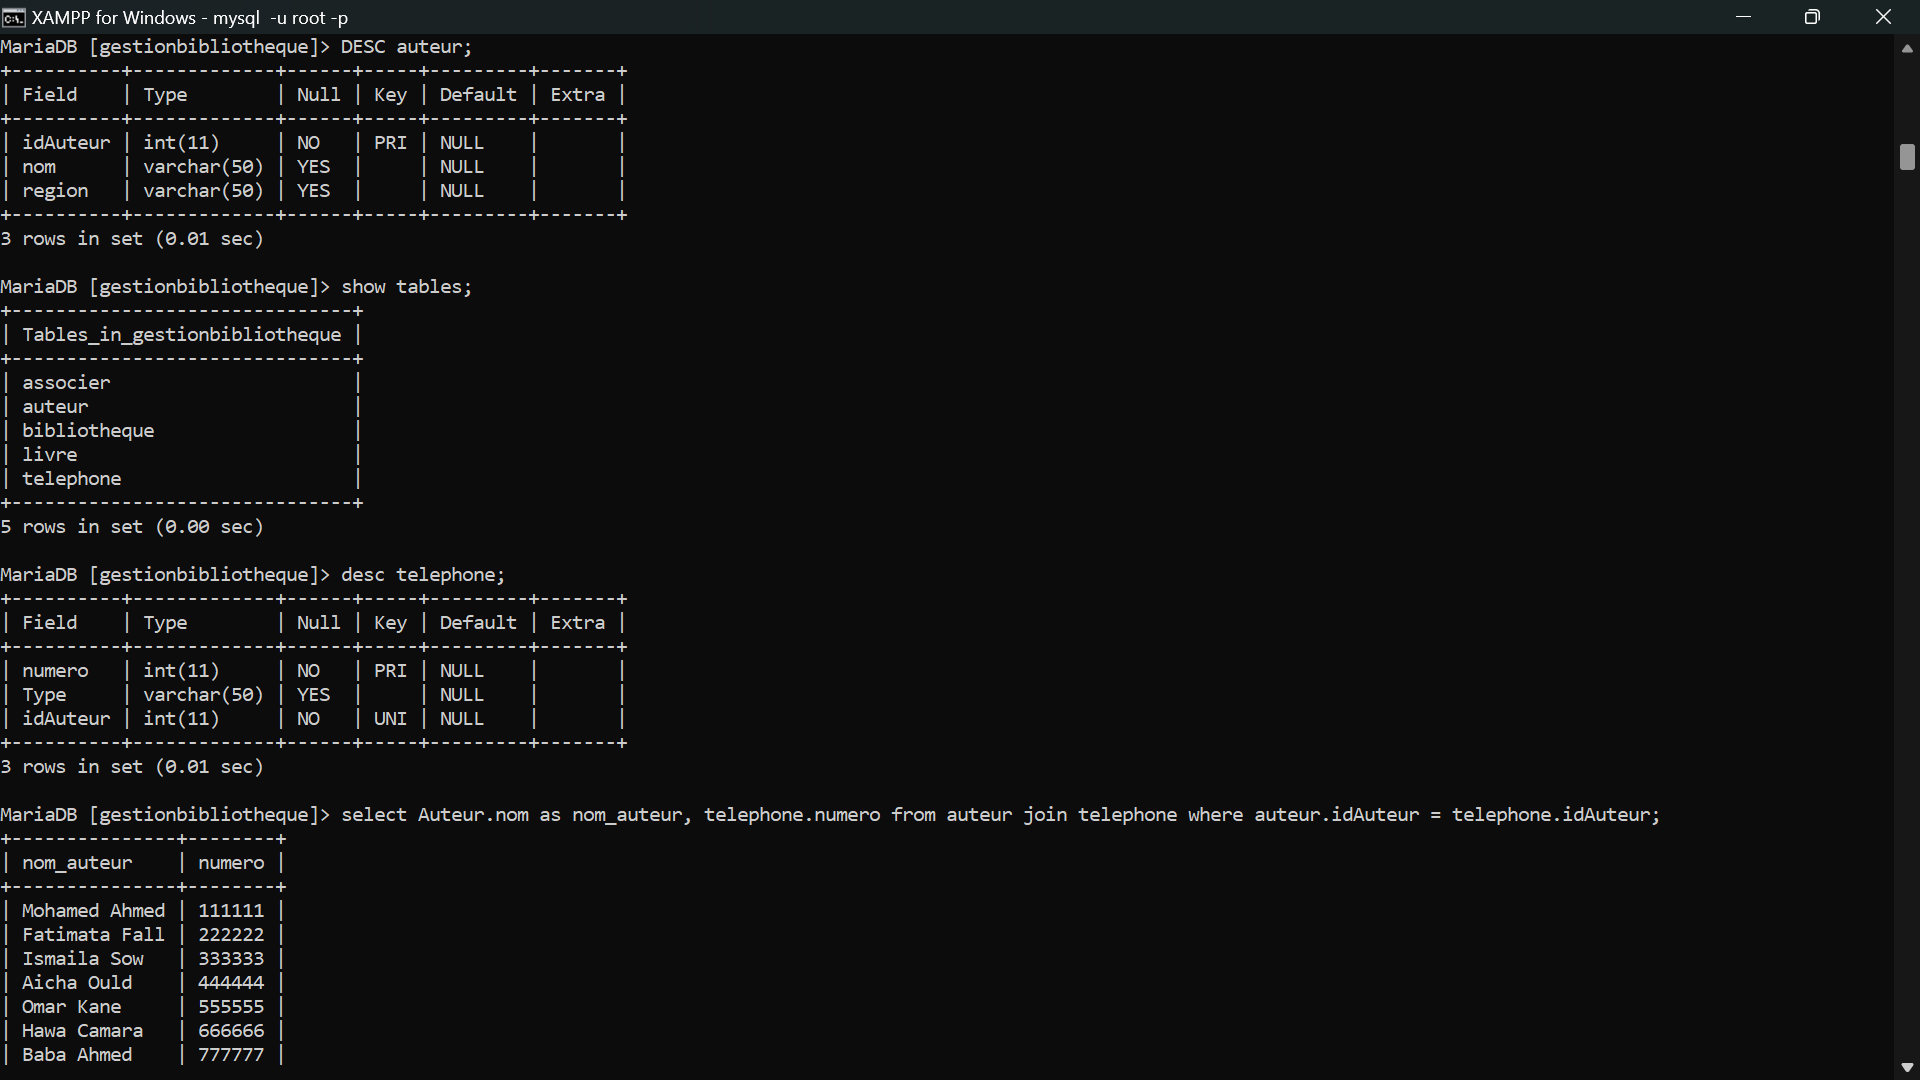 XAMPP for Windows - mysql  -u root -p
MariaDB [gestionbibliotheque]> DESC auteur;
+----------+-------------+------+-----+---------+-------+
| Field    | Type        | Null | Key | Default | Extra |
+----------+-------------+------+-----+---------+-------+
| idAuteur | int(11)     | NO   | PRI | NULL    |       |
| nom      | varchar(50) | YES  |     | NULL    |       |
| region   | varchar(50) | YES  |     | NULL    |       |
+----------+-------------+------+-----+---------+-------+
3 rows in set (0.01 sec)

MariaDB [gestionbibliotheque]> show tables;
+-------------------------------+
| Tables_in_gestionbibliotheque |
+-------------------------------+
| associer                      |
| auteur                        |
| bibliotheque                  |
| livre                         |
| telephone                     |
+-------------------------------+
5 rows in set (0.00 sec)

MariaDB [gestionbibliotheque]> desc telephone;
+----------+-------------+------+-----+---------+-------+
| Field    | Type        | Null | Key | Default | Extra |
+----------+-------------+------+-----+---------+-------+
| numero   | int(11)     | NO   | PRI | NULL    |       |
| Type     | varchar(50) | YES  |     | NULL    |       |
| idAuteur | int(11)     | NO   | UNI | NULL    |       |
+----------+-------------+------+-----+---------+-------+
3 rows in set (0.01 sec)

MariaDB [gestionbibliotheque]> select Auteur.nom as nom_auteur, telephone.numero from auteur join telephone where auteur.idAuteur = telephone.idAuteur;
+---------------+--------+
| nom_auteur    | numero |
+---------------+--------+
| Mohamed Ahmed | 111111 |
| Fatimata Fall | 222222 |
| Ismaila Sow   | 333333 |
| Aicha Ould    | 444444 |
| Omar Kane     | 555555 |
| Hawa Camara   | 666666 |
| Baba Ahmed    | 777777 |